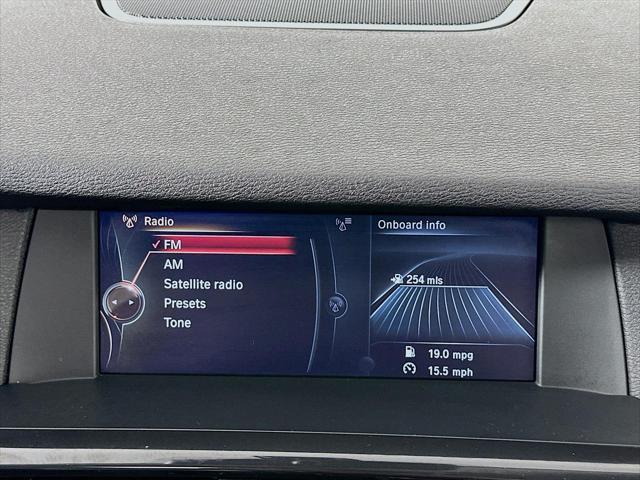 Radio
FM
AM
Satellite radio
Presets
Tone
Onboard info
254 mls
19.0 mpg
15.5 mph